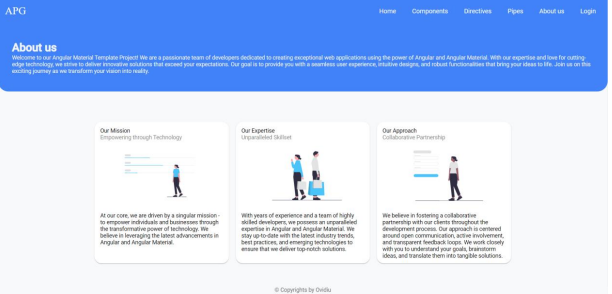 APG
Home Components Directives Pipes About us Login
About us
Welcome to our Angular Material Template Project! We are a passionate team of developers dedicated to creating exceptional web applications using the power of Angular and Angular Material. With our expertise and love for cutting-
edge technology, we strive to deliver innovative solutions that exceed your expectations. Our goal is to provide you with a seamless user experience, intuitive designs, and robust functionalities that bring your ideas to life. Join us on this
exciting journey as we transform your vision into reality.
Our Mission
Empowering through Technology
At our core, we are driven by a singular mission -
to empower individuals and businesses through
the transformative power of technology. We
believe in leveraging the latest advancements in
Angular and Angular Material.
Our Expertise
Unparalleled Skillset
With years of experience and a team of highly
skilled developers, we possess an unparalleled
expertise in Angular and Angular Material. We
stay up-to-date with the latest industry trends,
best practices, and emerging technologies to
ensure that we deliver top-notch solutions.
Our Approach
Collaborative Partnership
We believe in fostering a collaborative
partnership with our clients throughout the
development process. Our approach is centered
around open communication, active involvement,
and transparent feedback loops. We work closely
with you to understand your goals, brainstorm
ideas, and translate them into tangible solutions.
© Copyrights by Ovidiu